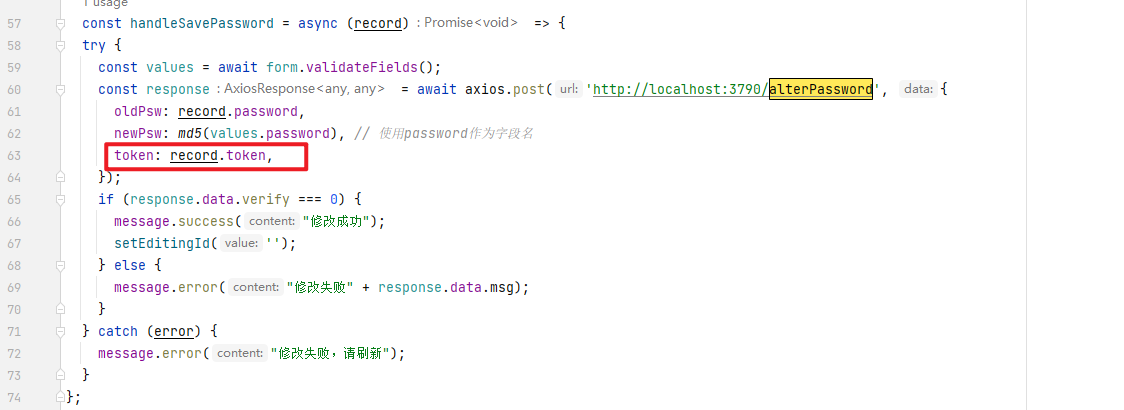 1 usage
57 const handleSavePassword = async (record) : Promise<void> => {
58 try {
59 const values = await form.validateFields();
60 const response : AxiosResponse<any, any> = await axios.post( url: 'http://localhost:3790/alterPassword', data: {
61 oldPsw: record.password,
62 newPsw: md5(values.password), // 使用password作为字段名
63 token: record.token,
64 });
65 if (response.data.verify === 0) {
66 message.success( content: "修改成功");
67 setEditingId( value: '');
68 } else {
69 message.error( content: "修改失败" + response.data.msg);
70 }
71 } catch (error) {
72 message.error( content: "修改失败，请刷新");
73 }
74 };